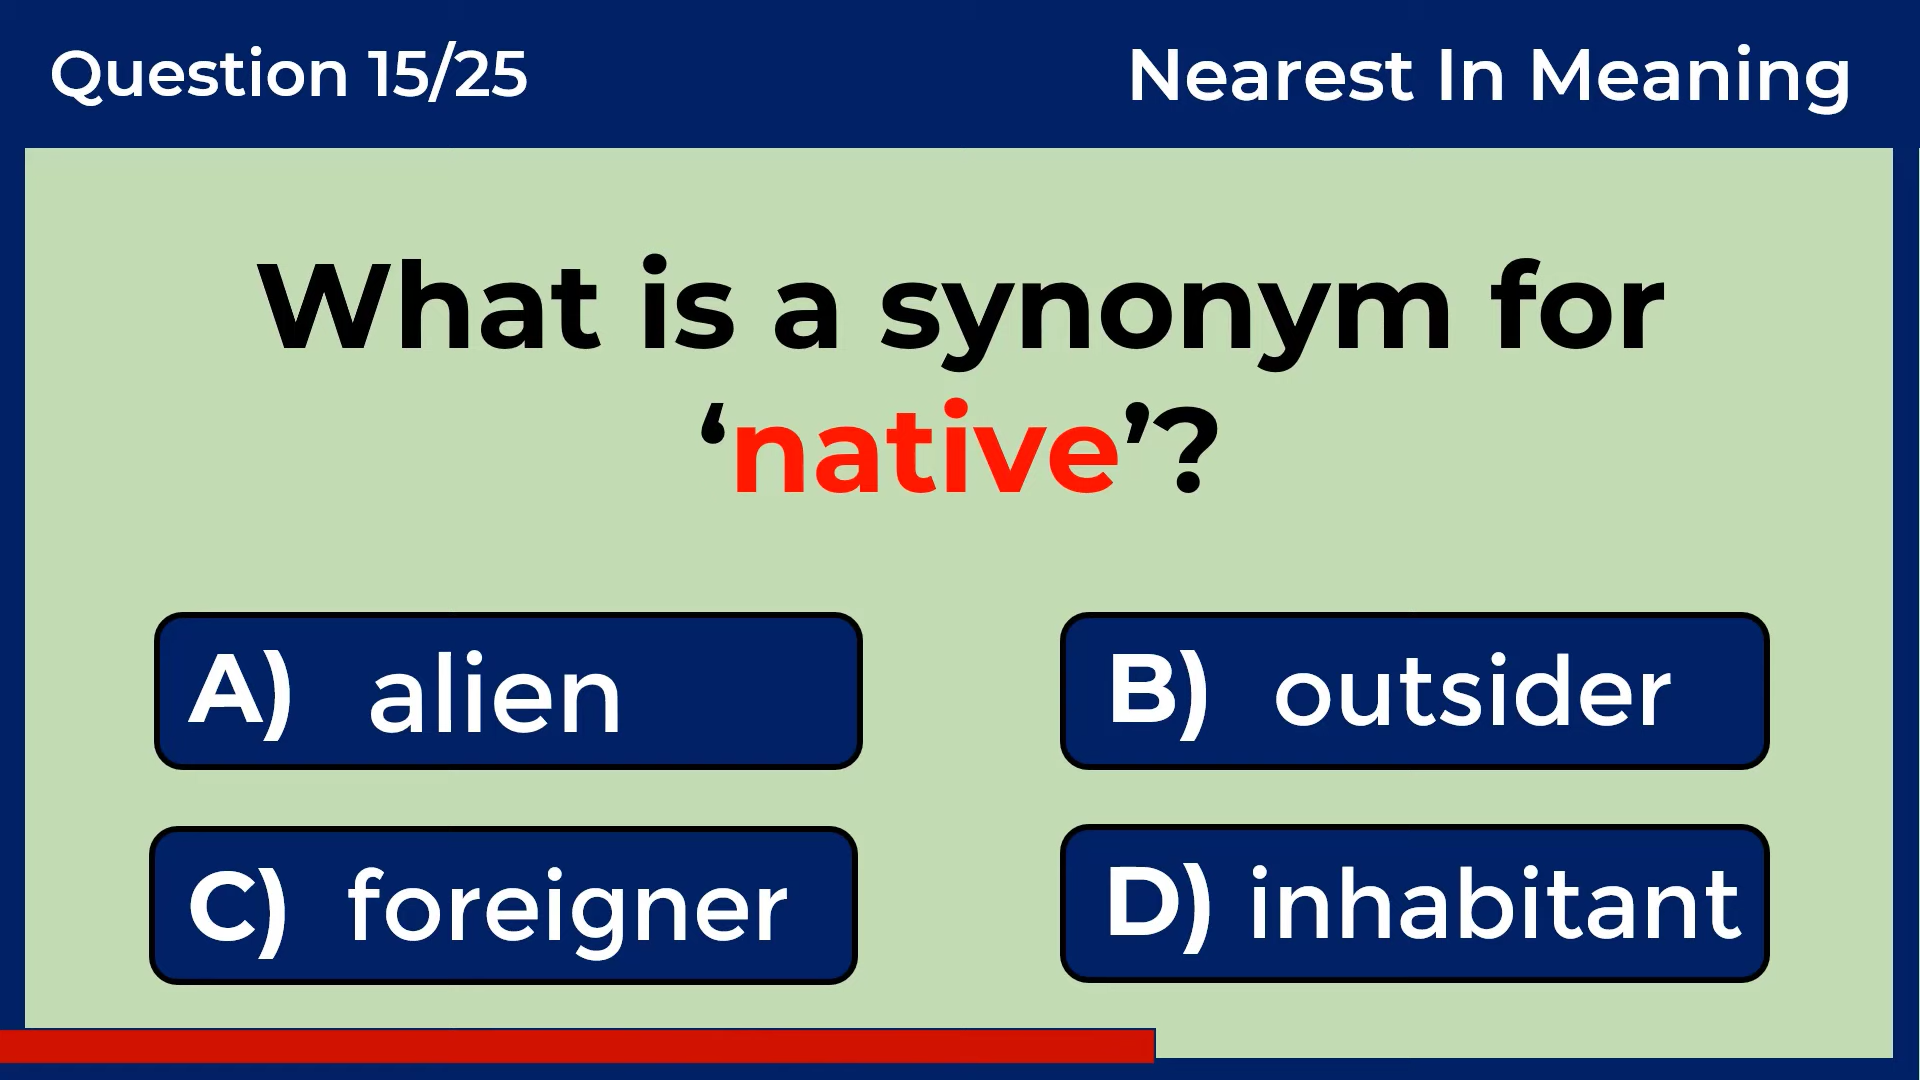 Question 15/25
Nearest In Meaning
What is a synonym for
‘native’?
A) alien
B) outsider
C) foreigner
D) inhabitant